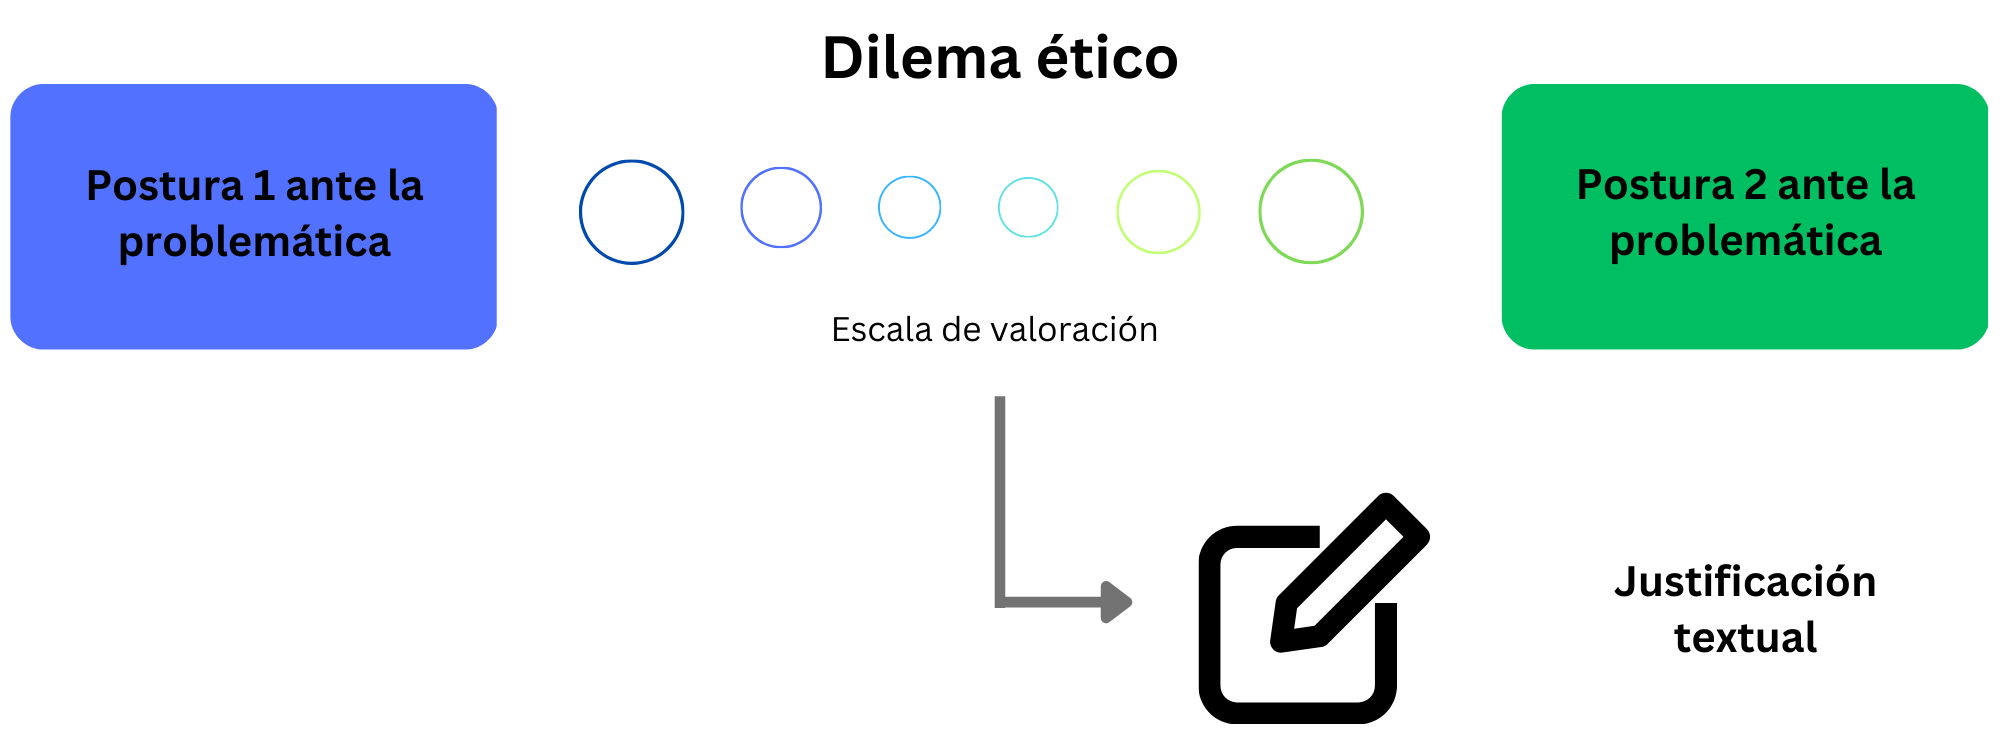 Dilema ético
Postura 1 ante la
problemática
Postura 2 ante la
problemática
Escala de valoración
Justificación
textual